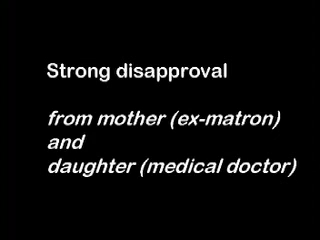 Strong disapproval
from mother (ex-matron)
and
daughter (medical doctor)